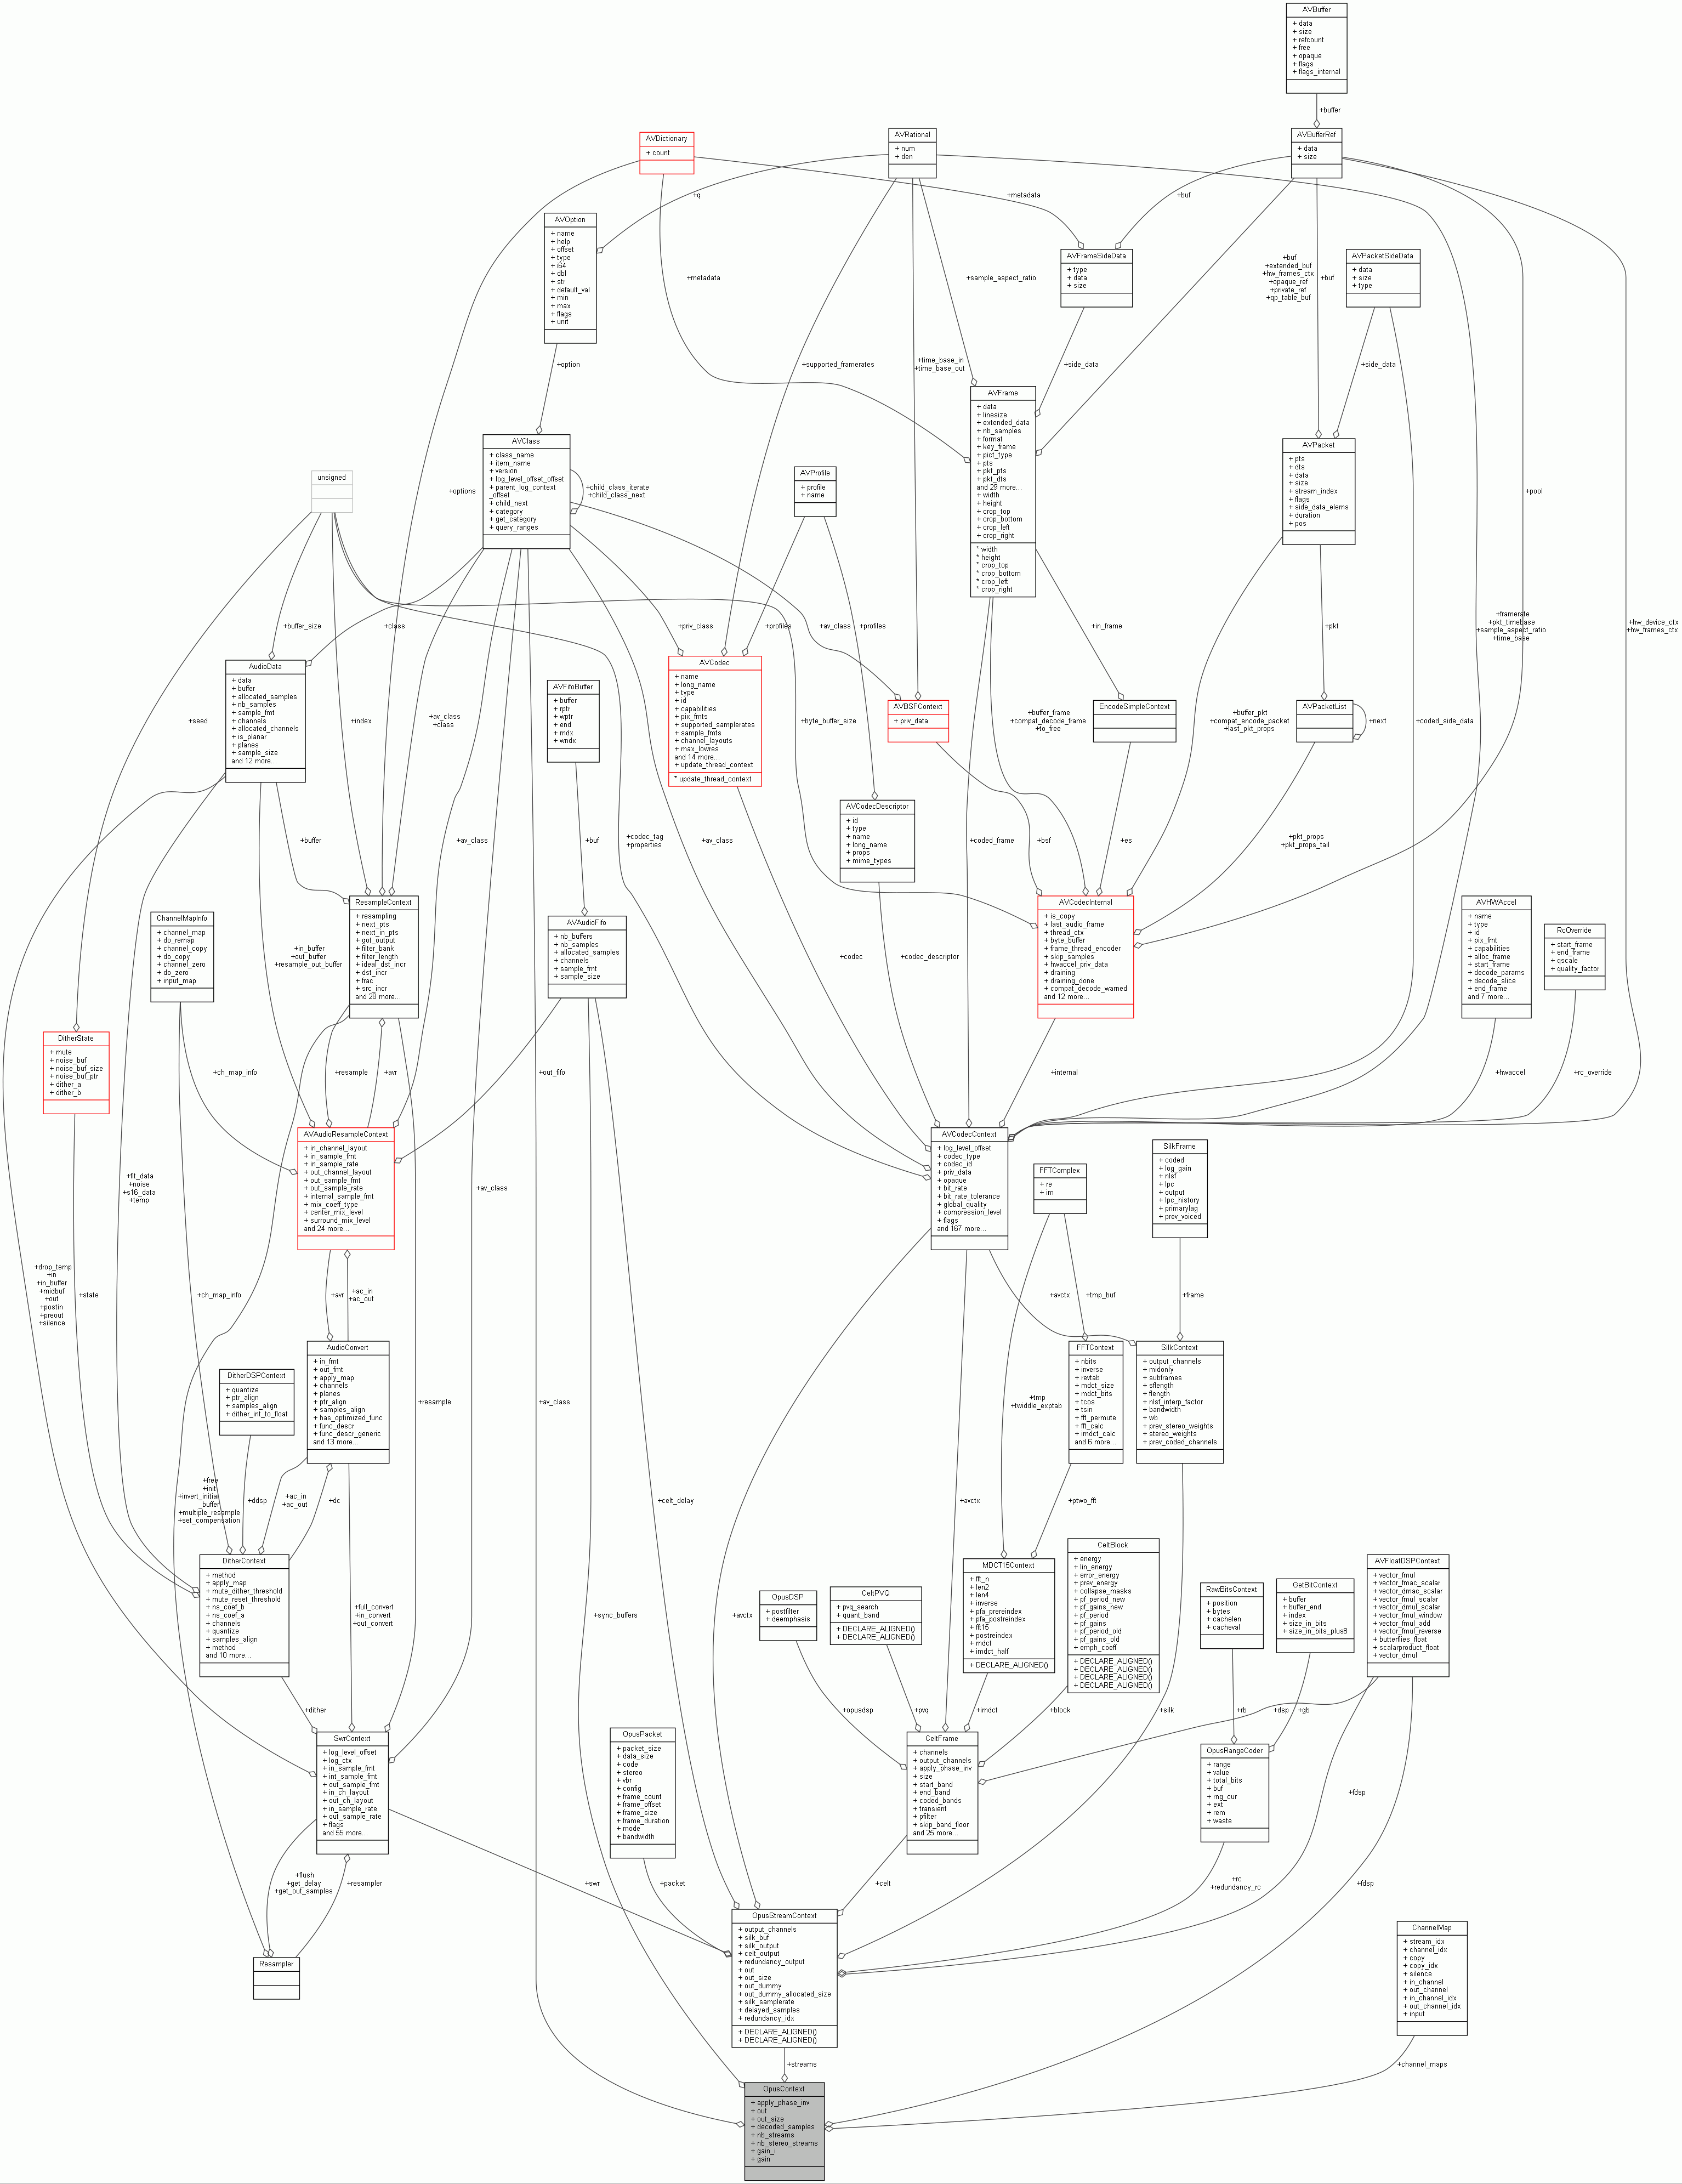 AVBuffer
+ data
+ size
+ refcount
+ free
+ opaque
+ flags
+ flags_internal
+buffer
AVDictionary
+ count
AVRational
+ num
+ den
AVBufferRef
+ data
+ size
+q
+metadata
+buf
AVOption
+ name
+ help
+ offset
+ type
+ i64
+ dbl
+ str
+ default_val
+ min
+ max
+ flags
+ unit
AVFrameSideData
+ type
+ data
+ size
AVPacketSideData
+ data
+ size
+ type
+metadata
+sample_aspect_ratio
+buf
+extended_buf
+hw_frames_ctx
+opaque_ref
+private_ref
+qp_table_buf
+buf
+option
+supported_framerates
+time_base_in
+time_base_out
+side_data
+side_data
AVFrame
+ data
+ linesize
+ extended_data
+ nb_samples
+ format
+ key_frame
+ pict_type
+ pts
+ pkt_pts
+ pkt_dts
and 29 more...
+ width
+ height
+ crop_top
+ crop_bottom
+ crop_left
+ crop_right
* width
* height
* crop_top
* crop_bottom
* crop_left
* crop_right
AVClass
+ class_name
+ item_name
+ version
+ log_level_offset_offset
+ parent_log_context
_offset
+ child_next
+ category
+ get_category
+ query_ranges
+child_class_iterate
+child_class_next
AVPacket
+ pts
+ dts
+ data
+ size
+ stream_index
+ flags
+ side_data_elems
+ duration
+ pos
unsigned
+options
AVProfile
+ profile
+ name
+pool
+buffer_size
+class
+priv_class
+profiles
+av_class
+profiles
+in_frame
+pkt
+framerate
+pkt_timebase
+sample_aspect_ratio
+time_base
+hw_device_ctx
+hw_frames_ctx
AudioData
+ data
+ buffer
+ allocated_samples
+ nb_samples
+ sample_fmt
+ channels
+ allocated_channels
+ is_planar
+ planes
+ sample_size
and 12 more...
AVFifoBuffer
+ buffer
+ rptr
+ wptr
+ end
+ rndx
+ wndx
AVCodec
+ name
+ long_name
+ type
+ id
+ capabilities
+ pix_fmts
+ supported_samplerates
+ sample_fmts
+ channel_layouts
+ max_lowres
and 14 more...
+ update_thread_context
* update_thread_context
AVBSFContext
+ priv_data
EncodeSimpleContext
AVPacketList
+next
+seed
+index
+av_class
+class
+byte_buffer_size
+buffer_frame
+compat_decode_frame
+to_free
+buffer_pkt
+compat_encode_packet
+last_pkt_props
+coded_side_data
AVCodecDescriptor
+ id
+ type
+ name
+ long_name
+ props
+ mime_types
+buffer
+av_class
+buf
+codec_tag
+properties
+av_class
+coded_frame
+bsf
+es
+pkt_props
+pkt_props_tail
ResampleContext
+ resampling
+ next_pts
+ next_in_pts
+ got_output
+ filter_bank
+ filter_length
+ ideal_dst_incr
+ dst_incr
+ frac
+ src_incr
and 28 more...
ChannelMapInfo
+ channel_map
+ do_remap
+ channel_copy
+ do_copy
+ channel_zero
+ do_zero
+ input_map
AVAudioFifo
+ nb_buffers
+ nb_samples
+ allocated_samples
+ channels
+ sample_fmt
+ sample_size
AVCodecInternal
+ is_copy
+ last_audio_frame
+ thread_ctx
+ byte_buffer
+ frame_thread_encoder
+ skip_samples
+ hwaccel_priv_data
+ draining
+ draining_done
+ compat_decode_warned
and 12 more...
AVHWAccel
+ name
+ type
+ id
+ pix_fmt
+ capabilities
+ alloc_frame
+ start_frame
+ decode_params
+ decode_slice
+ end_frame
and 7 more...
RcOverride
+ start_frame
+ end_frame
+ qscale
+ quality_factor
+in_buffer
+out_buffer
+resample_out_buffer
+codec
+codec_descriptor
DitherState
+ mute
+ noise_buf
+ noise_buf_size
+ noise_buf_ptr
+ dither_a
+ dither_b
+ch_map_info
+resample
+avr
+out_fifo
+internal
+hwaccel
+rc_override
AVAudioResampleContext
+ in_channel_layout
+ in_sample_fmt
+ in_sample_rate
+ out_channel_layout
+ out_sample_fmt
+ out_sample_rate
+ internal_sample_fmt
+ mix_coeff_type
+ center_mix_level
+ surround_mix_level
and 24 more...
AVCodecContext
+ log_level_offset
+ codec_type
+ codec_id
+ priv_data
+ opaque
+ bit_rate
+ bit_rate_tolerance
+ global_quality
+ compression_level
+ flags
and 167 more...
FFTComplex
+ re
+ im
SilkFrame
+ coded
+ log_gain
+ nlsf
+ lpc
+ output
+ lpc_history
+ primarylag
+ prev_voiced
+flt_data
+noise
+s16_data
+temp
+av_class
+drop_temp
+in
+in_buffer
+midbuf
+out
+postin
+preout
+silence
+state
+ch_map_info
+avr
+ac_in
+ac_out
+avctx
+tmp_buf
+frame
AudioConvert
+ in_fmt
+ out_fmt
+ apply_map
+ channels
+ planes
+ ptr_align
+ samples_align
+ has_optimized_func
+ func_descr
+ func_descr_generic
and 13 more...
DitherDSPContext
+ quantize
+ ptr_align
+ samples_align
+ dither_int_to_float
+resample
+av_class
+tmp
+twiddle_exptab
FFTContext
+ nbits
+ inverse
+ revtab
+ mdct_size
+ mdct_bits
+ tcos
+ tsin
+ fft_permute
+ fft_calc
+ imdct_calc
and 6 more...
SilkContext
+ output_channels
+ midonly
+ subframes
+ sflength
+ flength
+ nlsf_interp_factor
+ bandwidth
+ wb
+ prev_stereo_weights
+ stereo_weights
+ prev_coded_channels
+free
+init
+invert_initial
_buffer
+multiple_resample
+set_compensation
+ddsp
+ac_in
+ac_out
+dc
+celt_delay
+avctx
+ptwo_fft
DitherContext
+ method
+ apply_map
+ mute_dither_threshold
+ mute_reset_threshold
+ ns_coef_b
+ ns_coef_a
+ channels
+ quantize
+ samples_align
+ method
and 10 more...
+full_convert
+in_convert
+out_convert
+sync_buffers
+avctx
OpusDSP
+ postfilter
+ deemphasis
CeltPVQ
+ pvq_search
+ quant_band
+ DECLARE_ALIGNED()
+ DECLARE_ALIGNED()
MDCT15Context
+ fft_n
+ len2
+ len4
+ inverse
+ pfa_prereindex
+ pfa_postreindex
+ fft15
+ postreindex
+ mdct
+ imdct_half
+ DECLARE_ALIGNED()
CeltBlock
+ energy
+ lin_energy
+ error_energy
+ prev_energy
+ collapse_masks
+ pf_period_new
+ pf_gains_new
+ pf_period
+ pf_gains
+ pf_period_old
+ pf_gains_old
+ emph_coeff
+ DECLARE_ALIGNED()
+ DECLARE_ALIGNED()
+ DECLARE_ALIGNED()
+ DECLARE_ALIGNED()
RawBitsContext
+ position
+ bytes
+ cachelen
+ cacheval
GetBitContext
+ buffer
+ buffer_end
+ index
+ size_in_bits
+ size_in_bits_plus8
AVFloatDSPContext
+ vector_fmul
+ vector_fmac_scalar
+ vector_dmac_scalar
+ vector_fmul_scalar
+ vector_dmul_scalar
+ vector_fmul_window
+ vector_fmul_add
+ vector_fmul_reverse
+ butterflies_float
+ scalarproduct_float
+ vector_dmul
+dither
+opusdsp
+pvq
+imdct
+block
+silk
+rb
+dsp
+gb
SwrContext
+ log_level_offset
+ log_ctx
+ in_sample_fmt
+ int_sample_fmt
+ out_sample_fmt
+ in_ch_layout
+ out_ch_layout
+ in_sample_rate
+ out_sample_rate
+ flags
and 55 more...
OpusPacket
+ packet_size
+ data_size
+ code
+ stereo
+ vbr
+ config
+ frame_count
+ frame_offset
+ frame_size
+ frame_duration
+ mode
+ bandwidth
CeltFrame
+ channels
+ output_channels
+ apply_phase_inv
+ size
+ start_band
+ end_band
+ coded_bands
+ transient
+ pfilter
+ skip_band_floor
and 25 more...
OpusRangeCoder
+ range
+ value
+ total_bits
+ buf
+ rng_cur
+ ext
+ rem
+ waste
+fdsp
+flush
+get_delay
+get_out_samples
+resampler
+swr
+packet
+celt
+rc
+redundancy_rc
+fdsp
Resampler
OpusStreamContext
+ output_channels
+ silk_buf
+ silk_output
+ celt_output
+ redundancy_output
+ out
+ out_size
+ out_dummy
+ out_dummy_allocated_size
+ silk_samplerate
+ delayed_samples
+ redundancy_idx
+ DECLARE_ALIGNED()
+ DECLARE_ALIGNED()
ChannelMap
+ stream_idx
+ channel_idx
+ copy
+ copy_idx
+ silence
+ in_channel
+ out_channel
+ in_channel_idx
+ out_channel_idx
+ input
+streams
+channel_maps
OpusContext
+ apply_phase_inv
+ out
+ out_size
+ decoded_samples
+ nb_streams
+ nb_stereo_streams
+ gain_i
+ gain